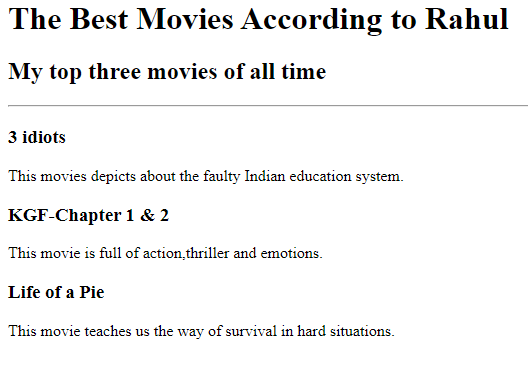 The Best Movies According to Rahul
My top three movies of all time
3 idiots
This movies depicts about the faulty Indian education system.
KGF-Chapter 1 & 2
This movie is full of action,thriller and emotions.
Life of a Pie
This movie teaches us the way of survival in hard situations.